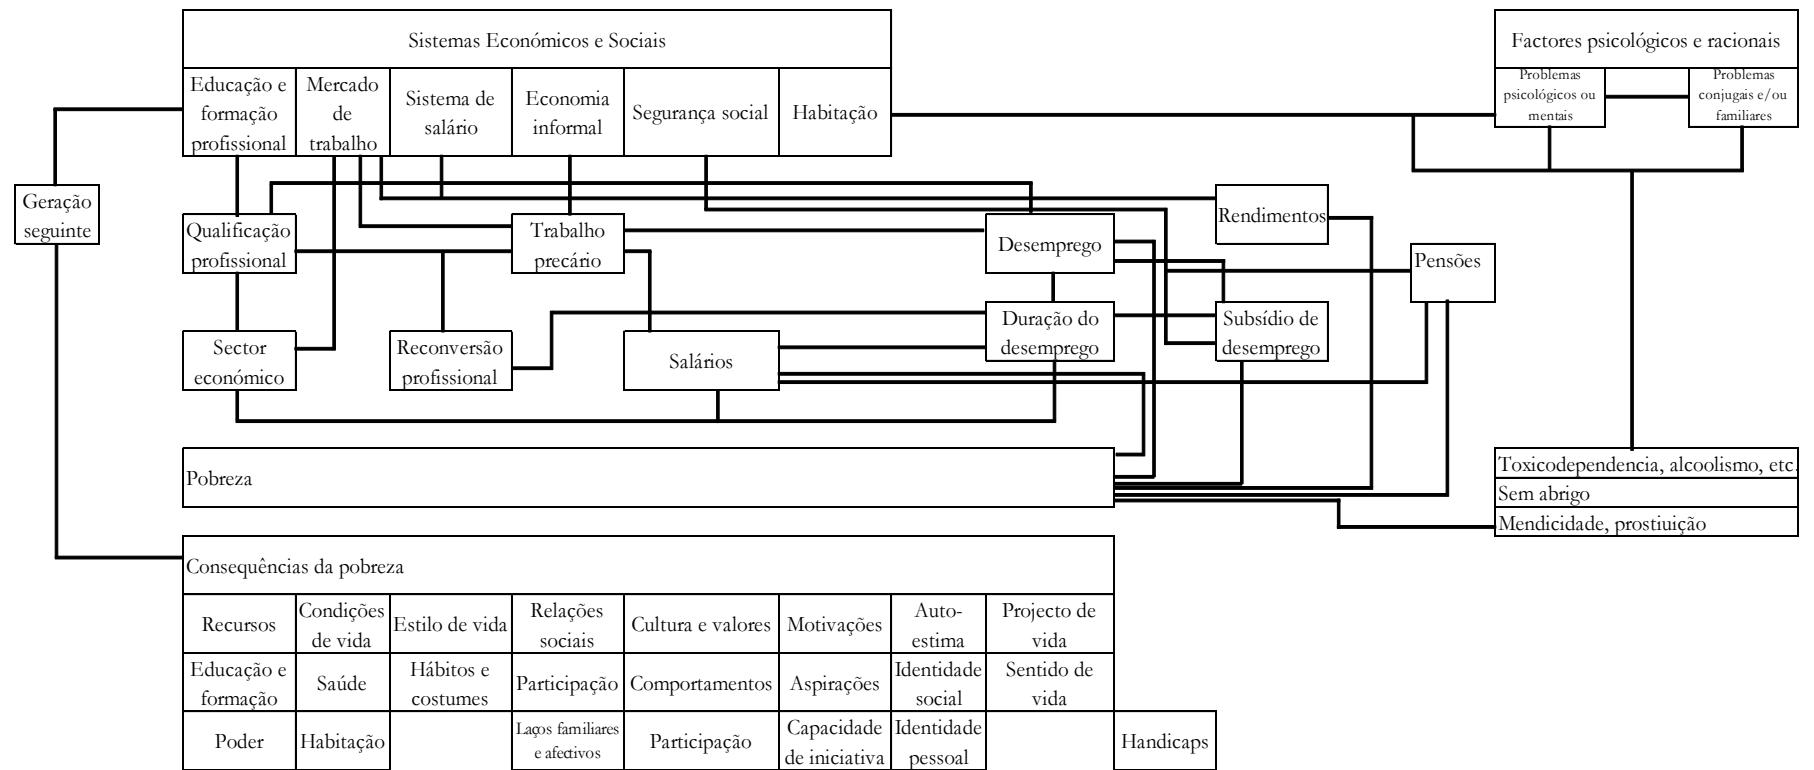 Sistemas Económicos e Sociais
Factores psicológicos e racionais
Educação e
formação
profissional
Mercado
de
trabalho
Sistema de
salário
Economia
informal
Segurança social
Habitação
Problemas
psicológicos ou
mentais
Problemas
conjugais e/ou
familiares
Geração
seguinte
Qualificação
profissional
Trabalho
precário
Desemprego
Rendimentos
Pensões
Sector
económico
Reconversão
profissional
Salários
Duração do
desemprego
Subsídio de
desemprego
Pobreza
Toxicodependencia, alcoolismo, etc.
Sem abrigo
Mendicidade, prostiuição
Consequências da pobreza
Recursos
Condições
de vida
Estilo de vida
Relações
sociais
Cultura e valores
Motivações
Auto-
estima
Projecto de
vida
Educação e
formação
Saúde
Hábitos e
costumes
Participação
Comportamentos
Aspirações
Identidade
social
Sentido de
vida
Poder
Habitação
Laços familiares
e afectivos
Participação
Capacidade
de iniciativa
Identidade
pessoal
Handicaps